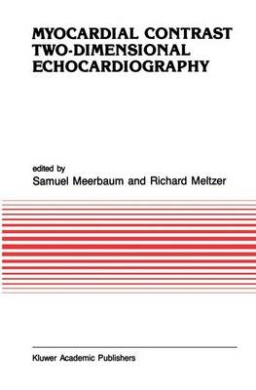 MYOCARDIAL CONTRAST
TWO-DIMENSIONAL
ECHOCARDIOGRAPHY
edited by
Samuel Meerbaum and Richard Meltzer
Kluwer Academic Publishers